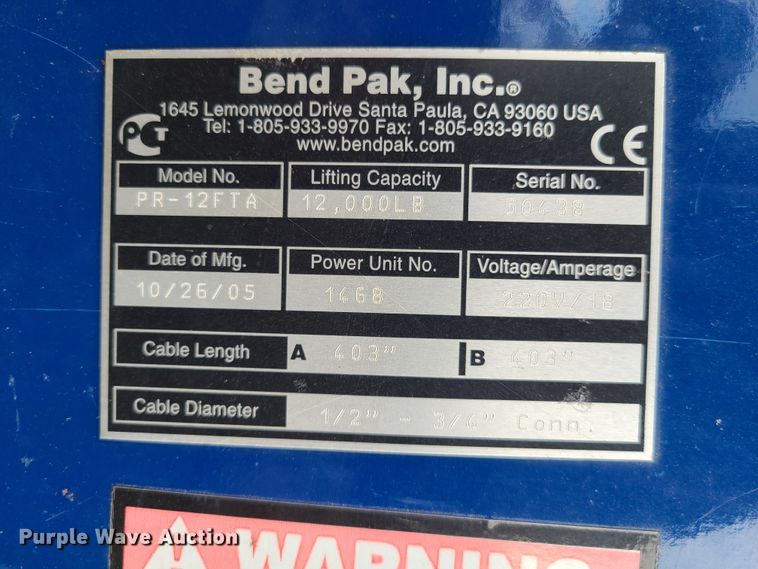 Bend Pak, Inc.®
1645 Lemonwood Drive Santa Paula, CA 93060 USA
Tel: 1-805-933-9970 Fax: 1-805-933-9160
www.bendpak.com
PCT
CE
Model No.
PR-12FTA
Lifting Capacity
12,000LB
Serial No.
50438
Date of Mfg.
10/26/05
Power Unit No.
1468
Voltage/Amperage
220V/18
Cable Length
A 403"
B 403"
Cable Diameter
1/2" - 3/4" Conn.
WARNING
Purple Wave Auction